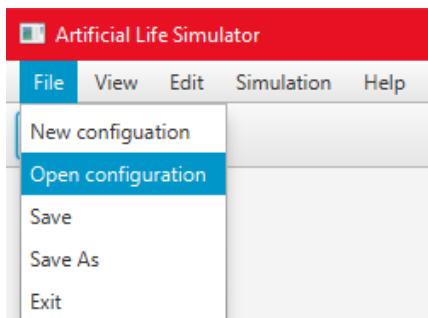 Artificial Life Simulator
File View Edit Simulation Help
New configuation
Open configuration
Save
Save As
Exit